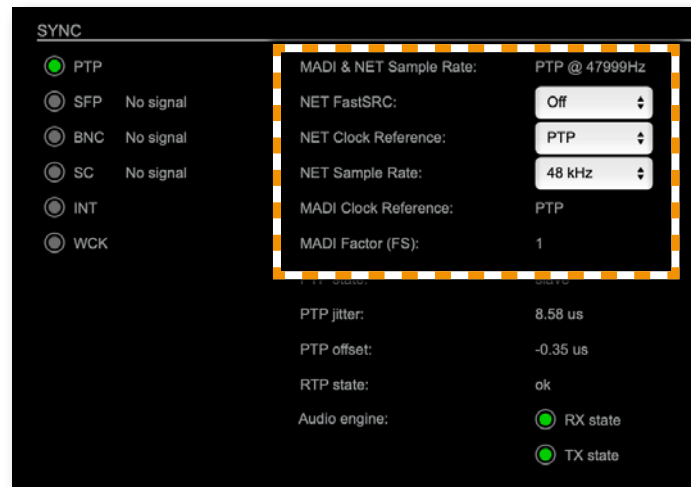 SYNC
PTP MADI & NET Sample Rate: PTP @ 47999Hz
SFP No signal NET FastSRC: Off
BNC No signal NET Clock Reference: PTP
SC No signal NET Sample Rate: 48 kHz
INT MADI Clock Reference: PTP
WCK MADI Factor (FS): 1
PTP state: slave
PTP jitter: 8.58 us
PTP offset: -0.35 us
RTP state: ok
Audio engine: RX state
TX state